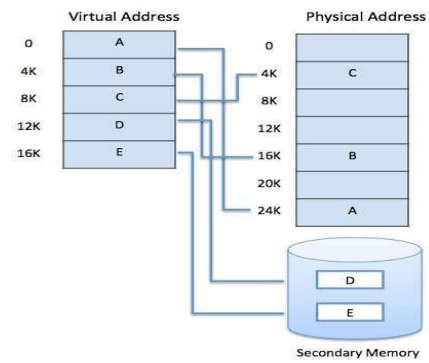 Virtual Address
Physical Address
0
A
4K
B
8K
C
12K
D
16K
E
0
4K
C
8K
12K
16K
B
20K
24K
A
D
E
Secondary Memory